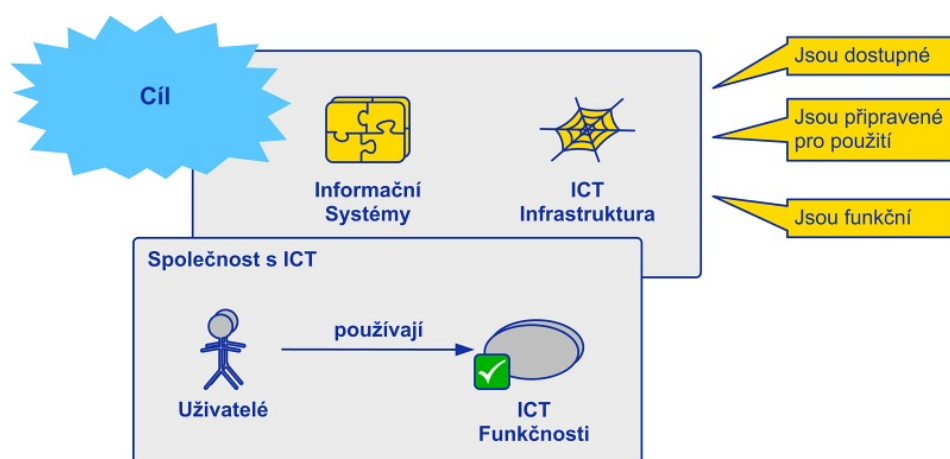 Cíl
Informační
Systémy
ICT
Infrastruktura
Jsou dostupné
Jsou připravené
pro použití
Jsou funkční
Společnost s ICT
používají
Uživatelé
ICT
Funkčnosti